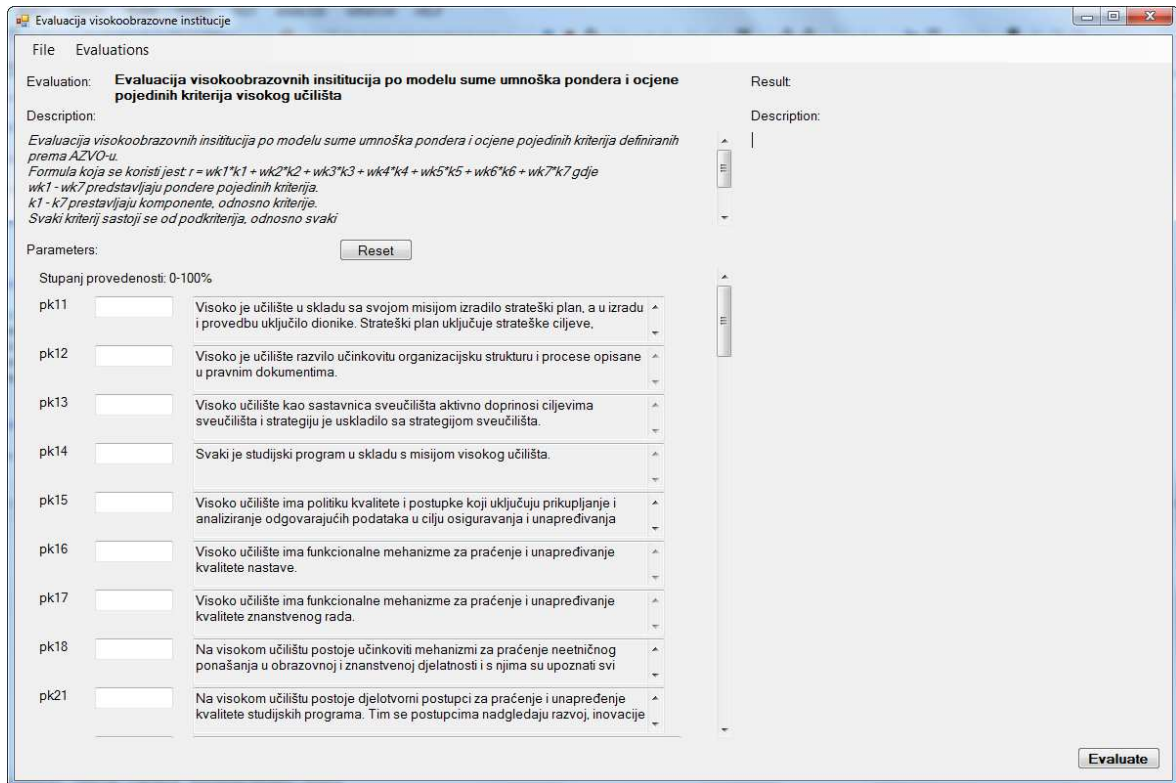 Evaluacija visokoobrazovne institucije
File Evaluations
Evaluation: Evaluacija visokoobrazovnih insititucija po modelu sume umnoška pondera i ocjene
pojedinih kriterija visokog učilišta
Result:
Description:
Description:
Evaluacija visokoobrazovnih insititucija po modelu sume umnoška pondera i ocjene pojedinih kriterija definiranih
prema AZVO-u.
Formula koja se koristi jest: r = wk1*k1 + wk2*k2 + wk3*k3 + wk4*k4 + wk5*k5 + wk6*k6 + wk7*k7 gdje
wk1 - wk7 predstavljaju pondere pojedinih kriterija.
k1 - k7 prestavljaju komponente, odnosno kriterije.
Svaki kriterij sastoji se od podkriterija, odnosno svaki
Parameters:
Reset
Stupanj provedenosti: 0-100%
pk11 Visoko je učilište u skladu sa svojom misijom izradilo strateški plan, a u izradu
i provedbu uključilo dionike. Strateški plan uključuje strateške ciljeve,
pk12 Visoko je učilište razvilo učinkovitu organizacijsku strukturu i procese opisane
u pravnim dokumentima.
pk13 Visoko učilište kao sastavnica sveučilišta aktivno doprinosi ciljevima
sveučilišta i strategiju je uskladilo sa strategijom sveučilišta.
pk14 Svaki je studijski program u skladu s misijom visokog učilišta.
pk15 Visoko učilište ima politiku kvalitete i postupke koji uključuju prikupljanje i
analiziranje odgovarajućih podataka u cilju osiguravanja i unapređivanja
pk16 Visoko učilište ima funkcionalne mehanizme za praćenje i unapređivanje
kvalitete nastave.
pk17 Visoko učilište ima funkcionalne mehanizme za praćenje i unapređivanje
kvalitete znanstvenog rada.
pk18 Na visokom učilištu postoje učinkoviti mehanizmi za praćenje neetničnog
ponašanja u obrazovnoj i znanstvenoj djelatnosti i s njima su upoznati svi
pk21 Na visokom učilištu postoje djelotvorni postupci za praćenje i unapređenje
kvalitete studijskih programa. Tim se postupcima nadgledaju razvoj, inovacije
Evaluate